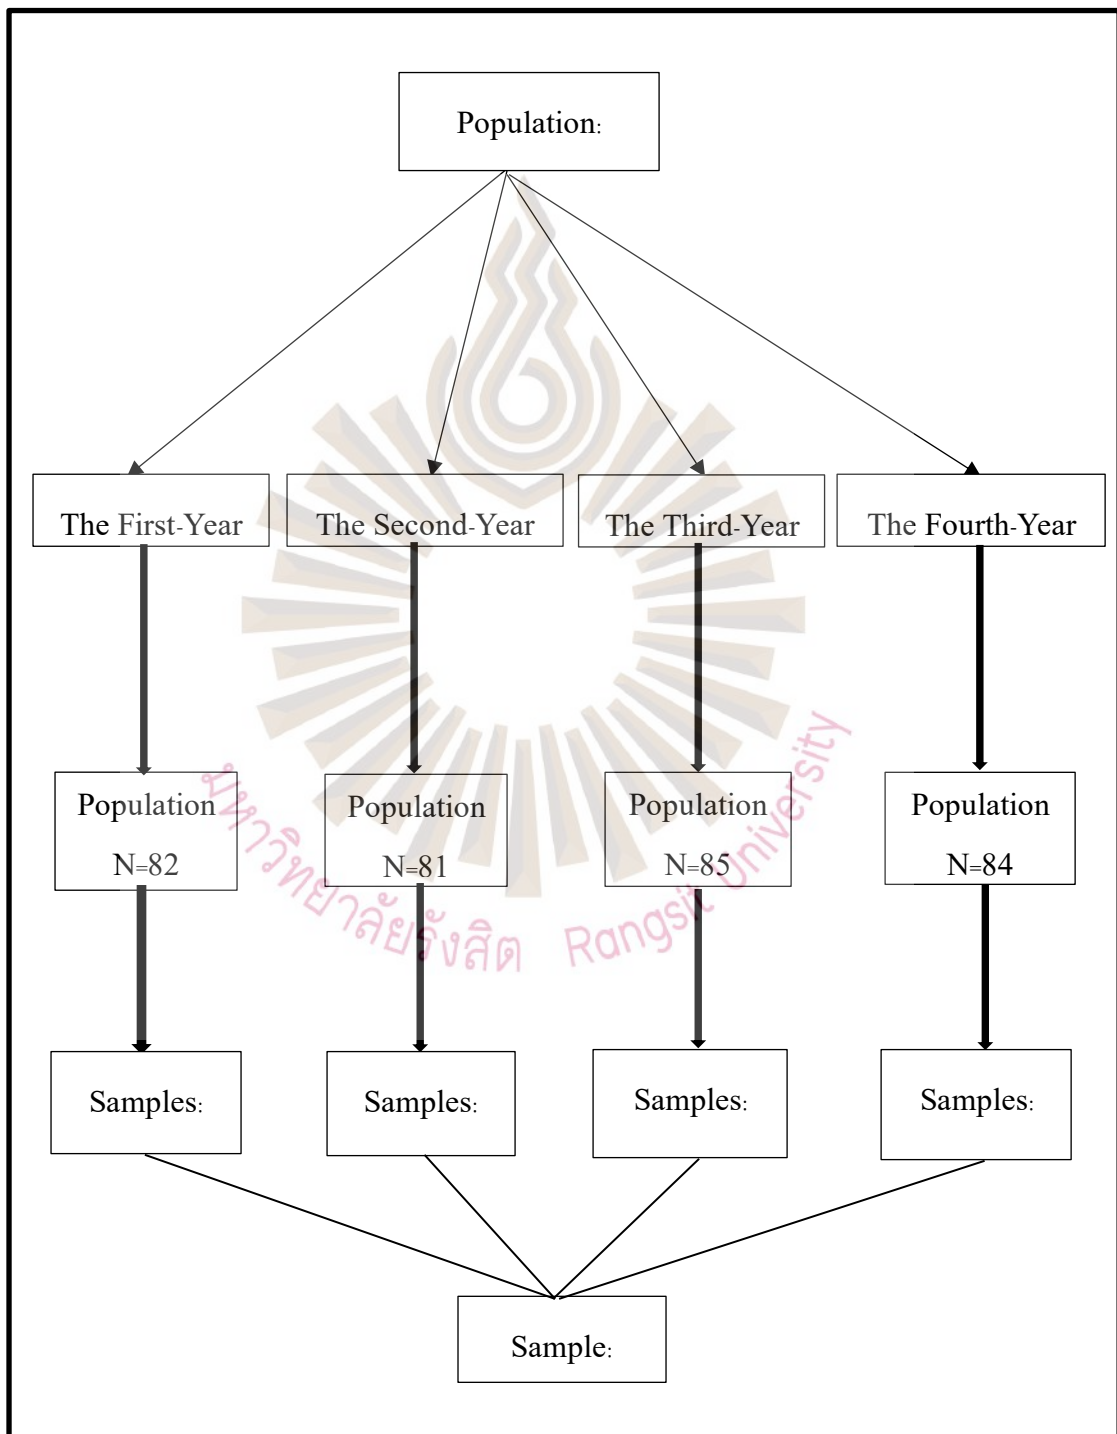 Population:
The First-Year
The Second-Year
The Third-Year
The Fourth-Year
Population
N=82
Population
N=81
Population
N=85
Population
N=84
มหาวิทยาลัยรังสิต Rangsit University
Samples:
Samples:
Samples:
Samples:
Sample: